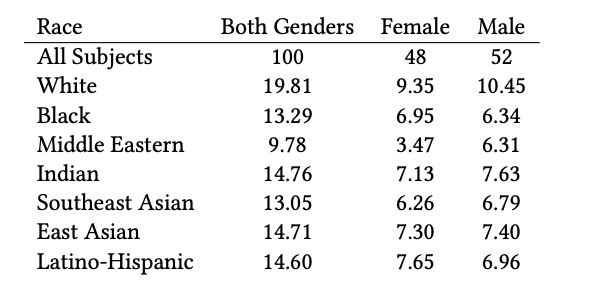 Race Both Genders Female Male
All Subjects 100 48 52
White 19.81 9.35 10.45
Black 13.29 6.95 6.34
Middle Eastern 9.78 3.47 6.31
Indian 14.76 7.13 7.63
Southeast Asian 13.05 6.26 6.79
East Asian 14.71 7.30 7.40
Latino-Hispanic 14.60 7.65 6.96